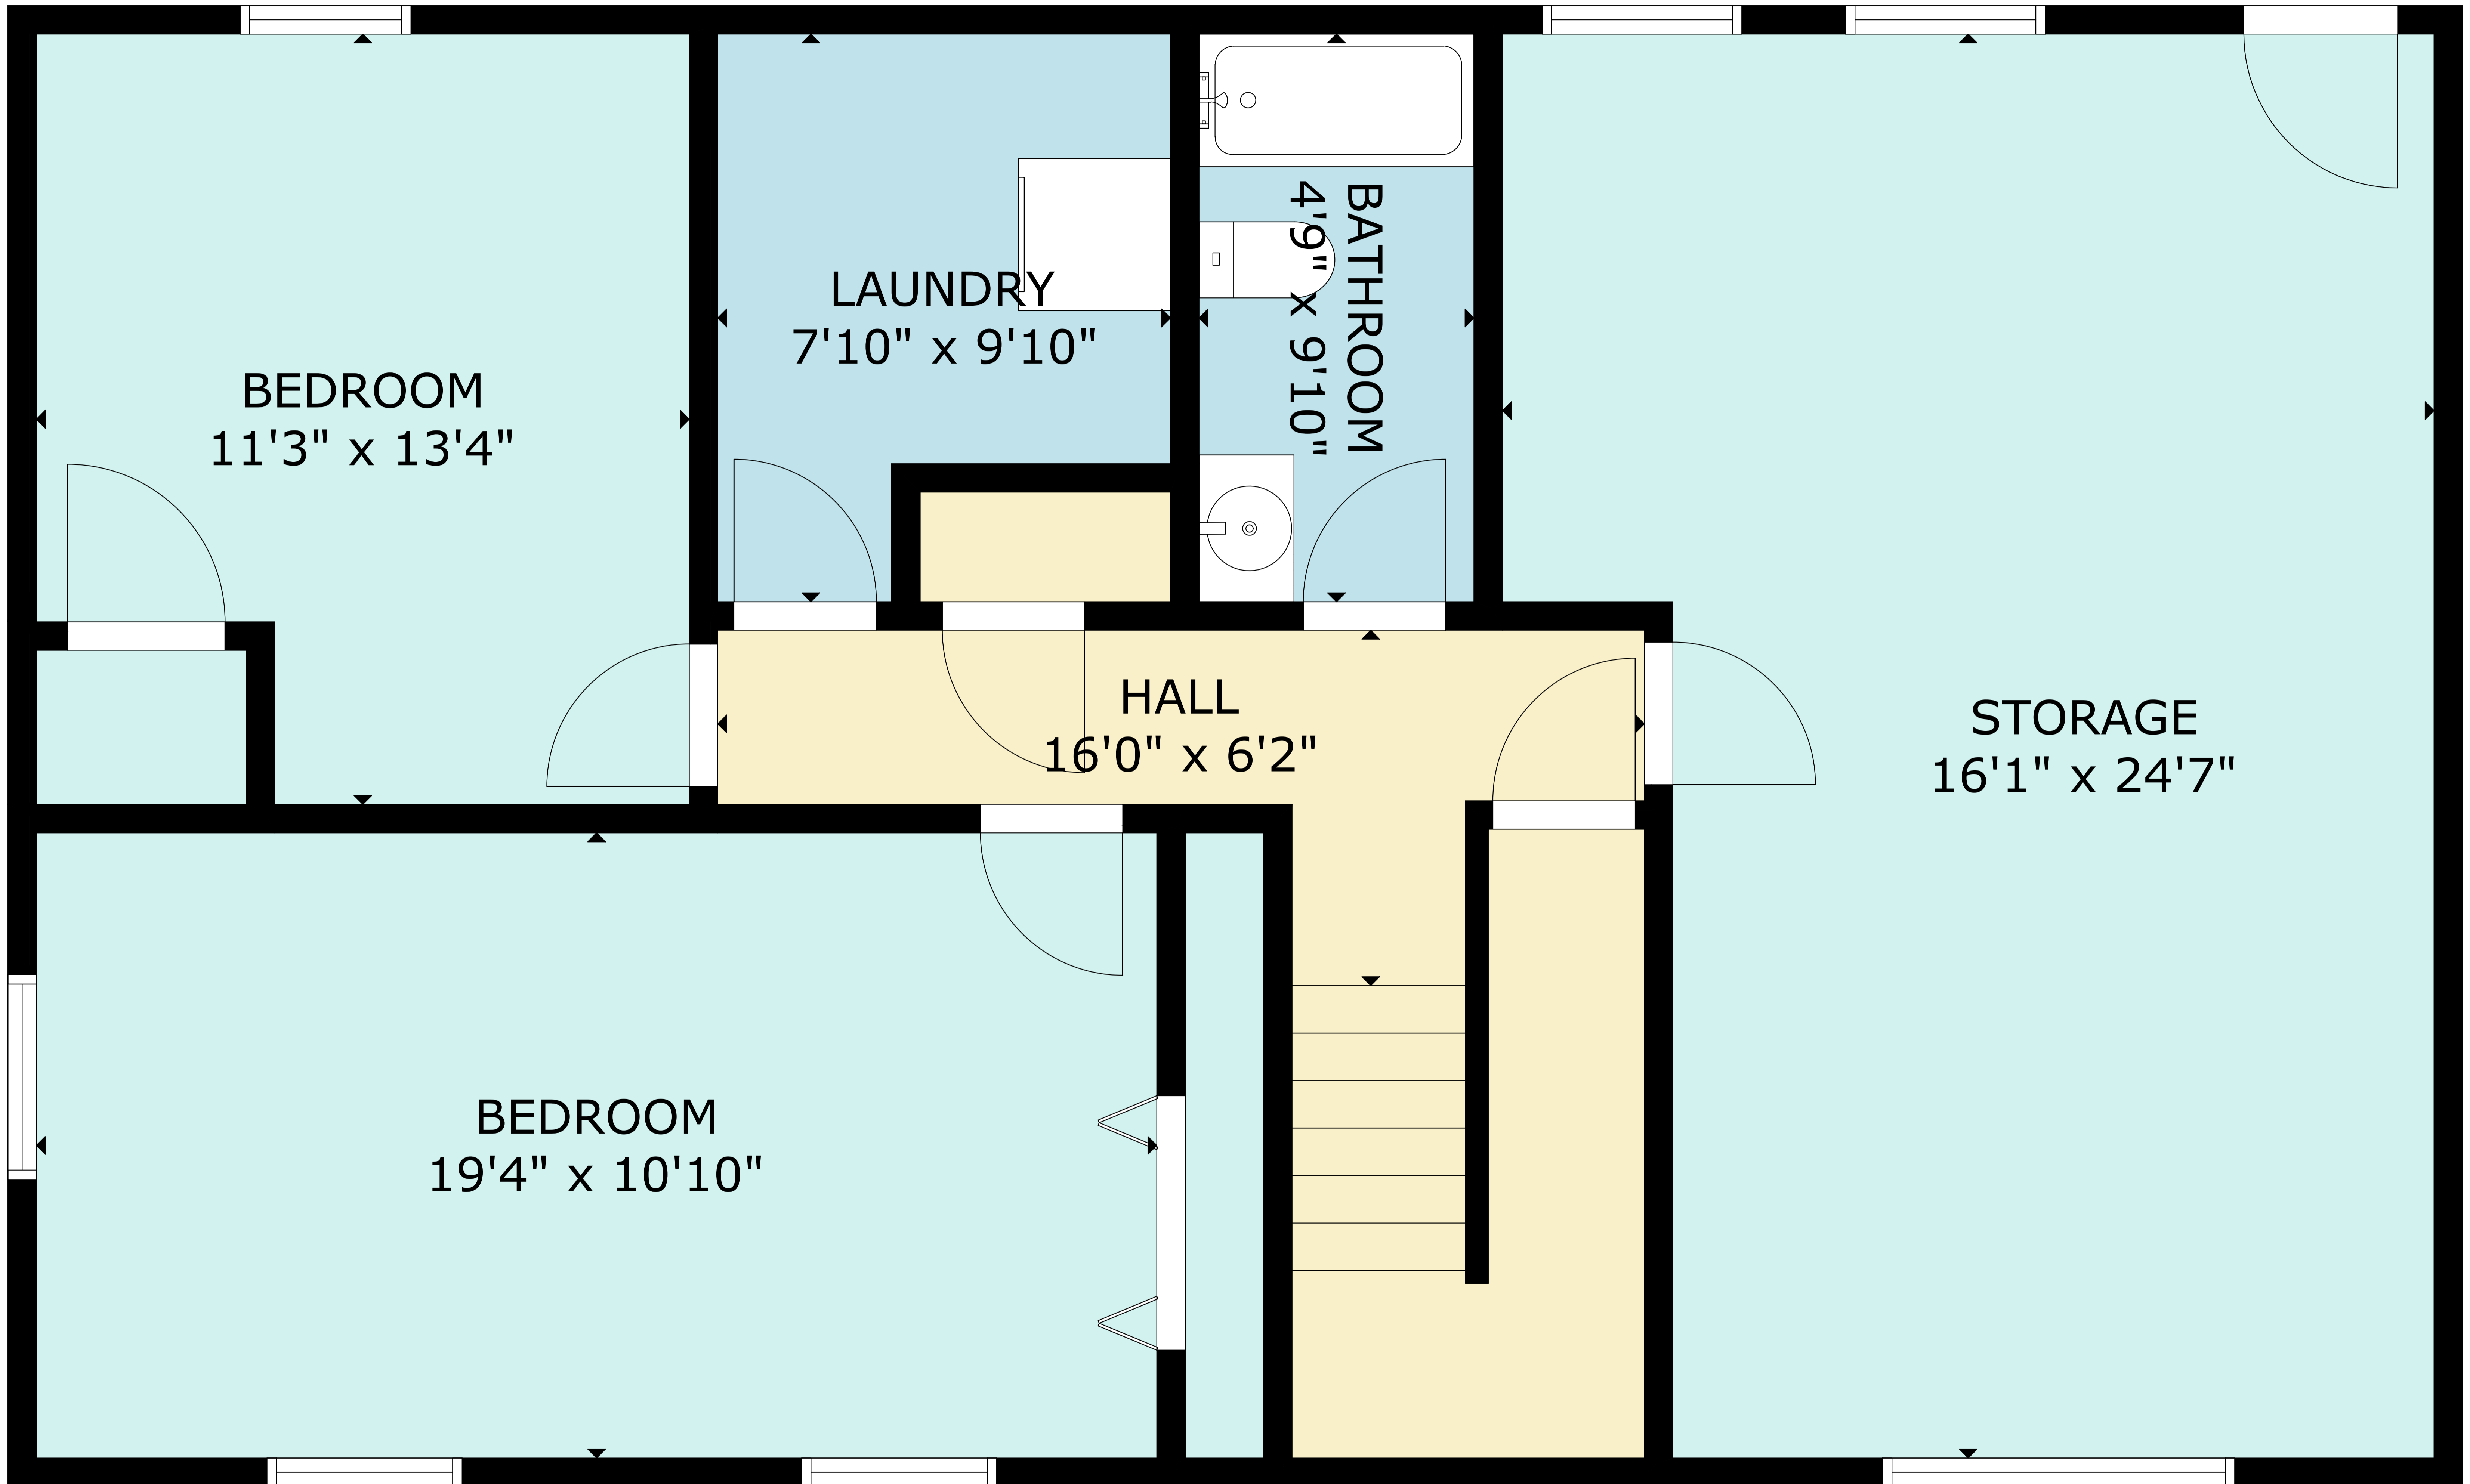 BEDROOM
11'3" x 13'4"
LAUNDRY
7'10" x 9'10"
BATHROOM
4'9" x 9'10"
HALL
16'0" x 6'2"
STORAGE
16'1" x 24'7"
BEDROOM
19'4" x 10'10"